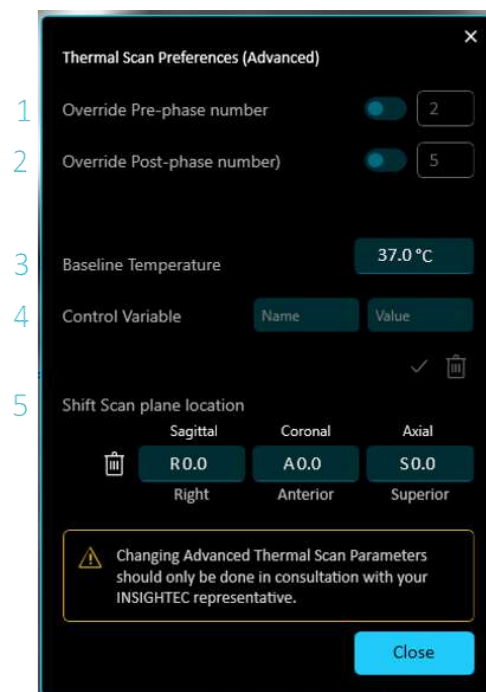 ×
Thermal Scan Preferences (Advanced)
1 Override Pre-phase number 2
2 Override Post-phase number) 5
3 Baseline Temperature 37.0 °C
4 Control Variable Name Value
5 Shift Scan plane location
Sagittal Coronal Axial
R0.0 A0.0 S0.0
Right Anterior Superior
Changing Advanced Thermal Scan Parameters
should only be done in consultation with your
INSIGHTEC representative.
Close